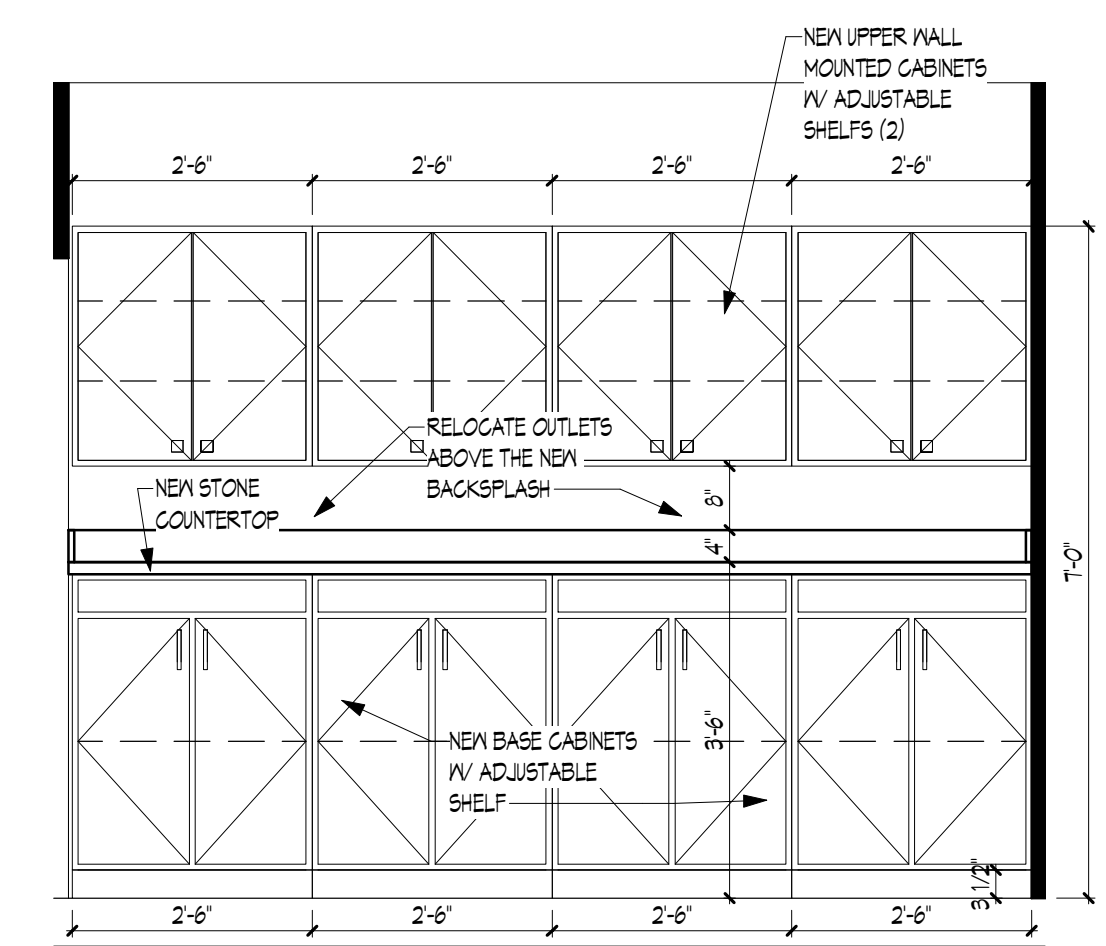 NEW UPPER WALL
MOUNTED CABINETS
W/ ADJUSTABLE
SHELFS (2)
2'-6"
2'-6"
2'-6"
2'-6"
RELOCATE OUTLETS
ABOVE THE NEW
BACKSPLASH
NEW STONE
COUNTERTOP
8"
4"
7'-0"
3'-6"
NEW BASE CABINETS
W/ ADJUSTABLE
SHELF
3 1/2"
2'-6"
2'-6"
2'-6"
2'-6"